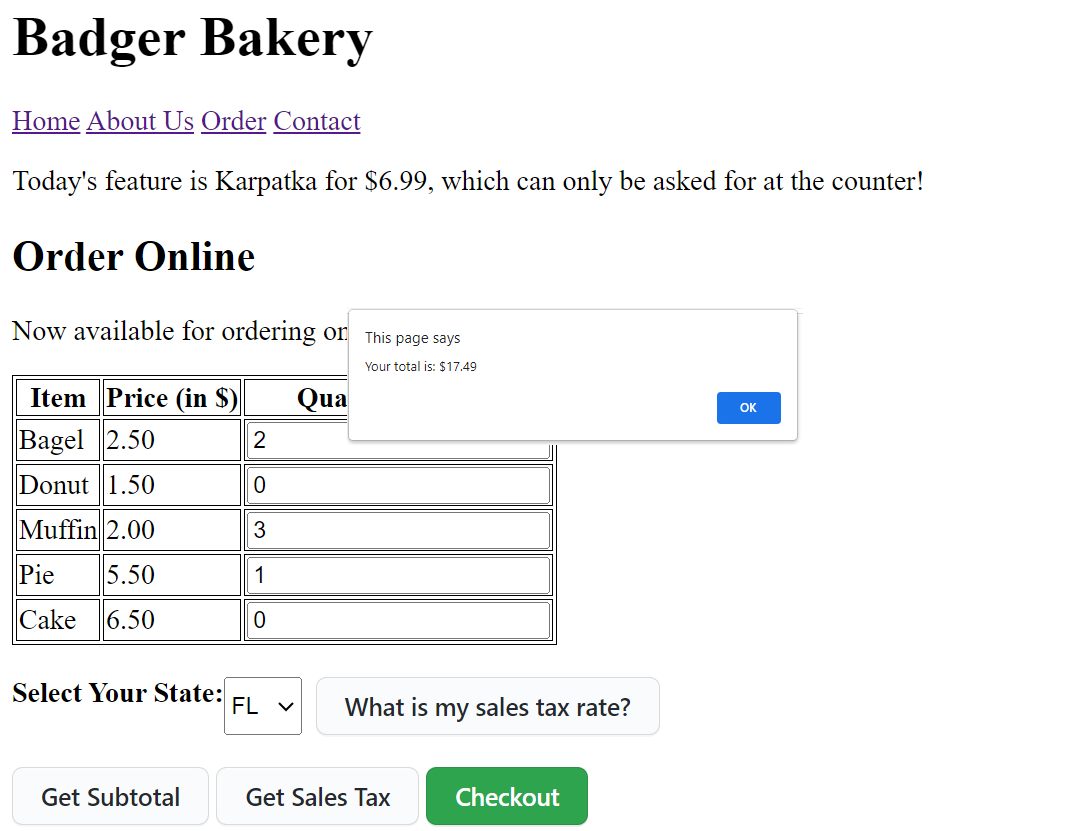 Badger Bakery
Home About Us Order Contact
Today's feature is Karpatka for $6.99, which can only be asked for at the counter!
Order Online
Now available for ordering
This page says
Your total is: $17.49
OK
Item Price (in $)
Bagel 2.50 2
Donut 1.50 0
Muffin 2.00 3
Pie 5.50 1
Cake 6.50 0
Select Your State: FL What is my sales tax rate?
Get Subtotal Get Sales Tax Checkout